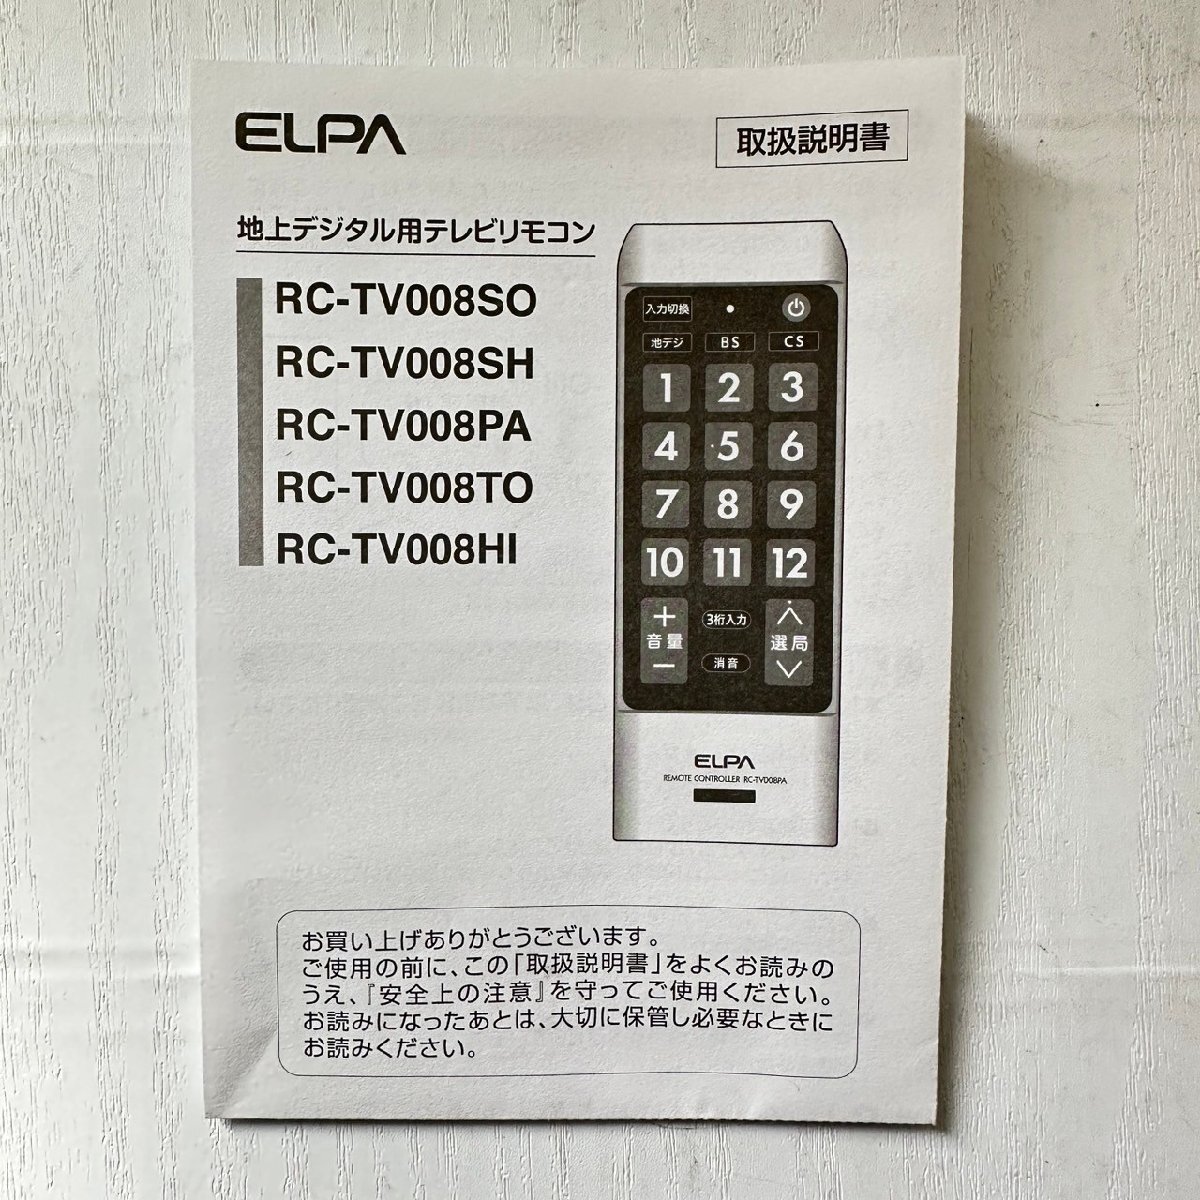 ELPA
取扱説明書
地上デジタル用テレビリモコン
RC-TV008SO
RC-TV008SH
RC-TV008PA
RC-TV008TO
RC-TV008HI
入力切換
地デジ BS CS
1 2 3
4 5 6
7 8 9
10 11 12
+ 3桁入力
音量 選局
− 消音
ELPA
REMOTE CONTROLLER RC-TV008PA
お買い上げありがとうございます。
ご使用の前に、この「取扱説明書」をよくお読みの
うえ、『安全上の注意』を守ってご使用ください。
お読みになったあとは、大切に保管し必要なときに
お読みください。